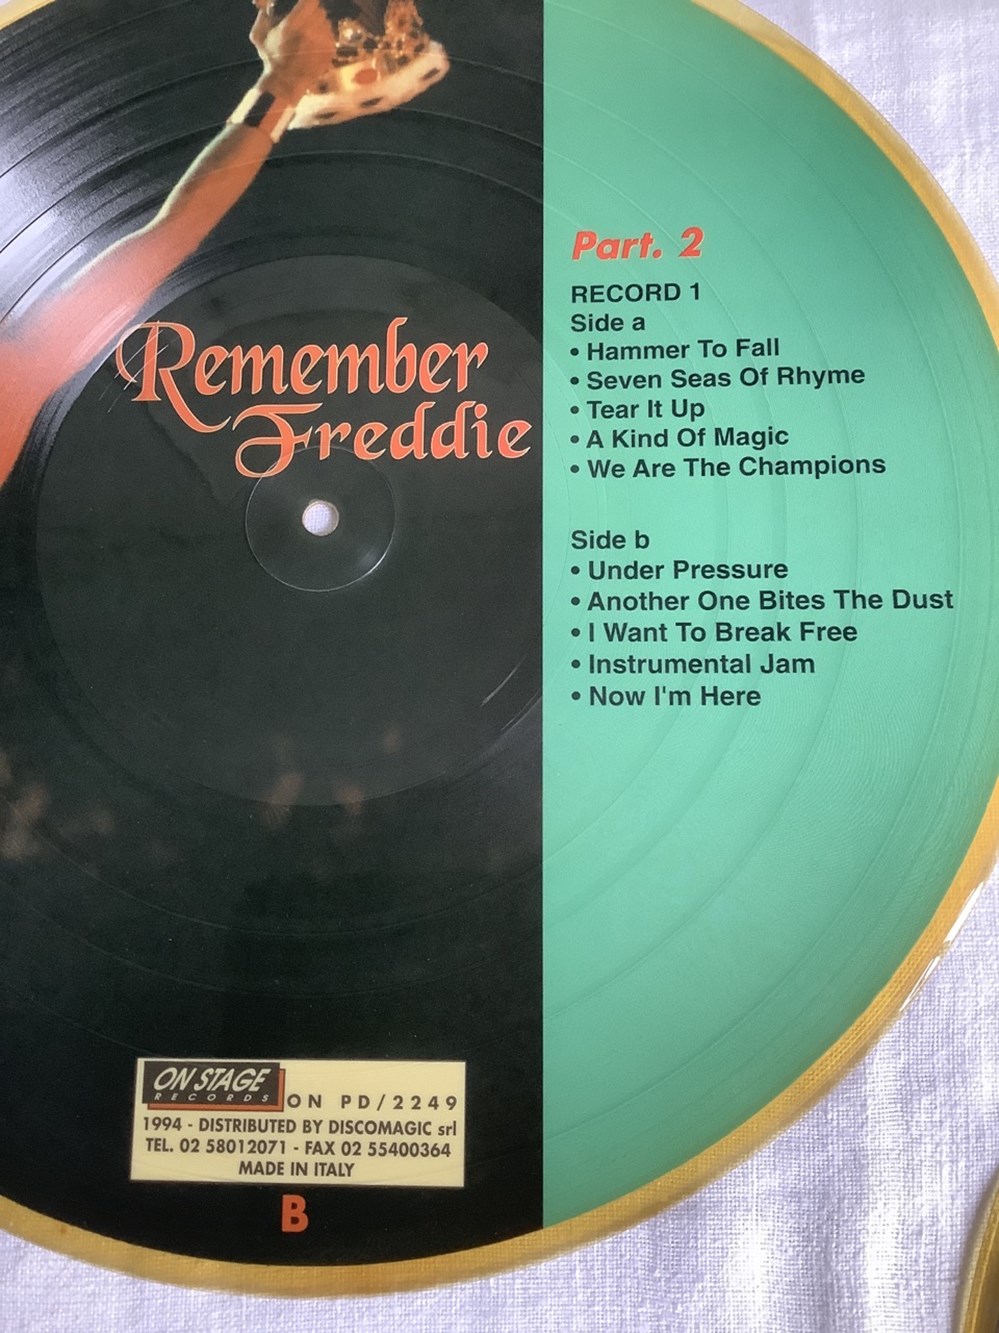 Remember
Freddie
Part. 2
RECORD 1
Side a
• Hammer To Fall
• Seven Seas Of Rhyme
• Tear It Up
• A Kind Of Magic
• We Are The Champions
Side b
• Under Pressure
• Another One Bites The Dust
• I Want To Break Free
• Instrumental Jam
• Now I'm Here
ON STAGE
RECORDS
ON PD/2249
1994 - DISTRIBUTED BY DISCOMAGIC srl
TEL. 02 58012071 - FAX 02 55400364
MADE IN ITALY
B